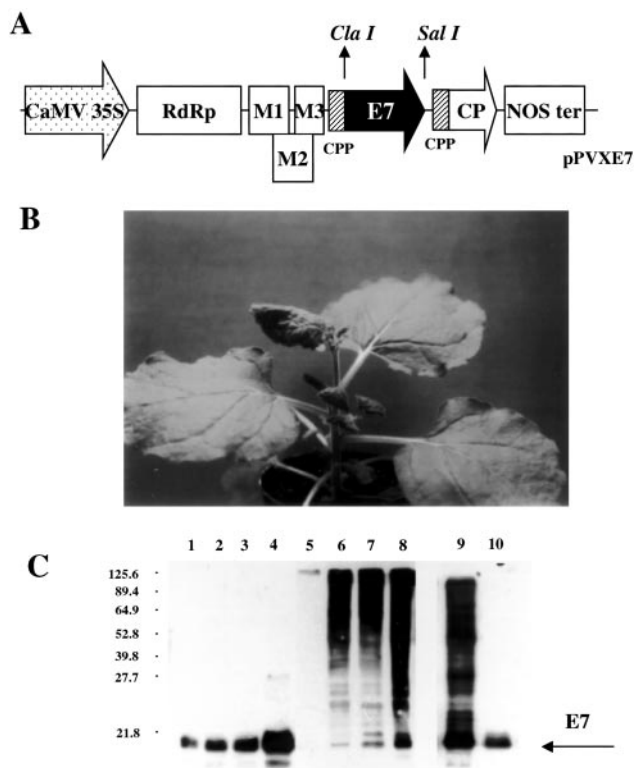 A
Cla I Sal I
CaMV 35S RdRp M1 M3 E7 CP NOS ter
M2 CPP CPP pPVXE7
B
C
1 2 3 4 5 6 7 8 9 10
125.6
89.4
64.9
52.8
39.8
27.7
21.8
E7